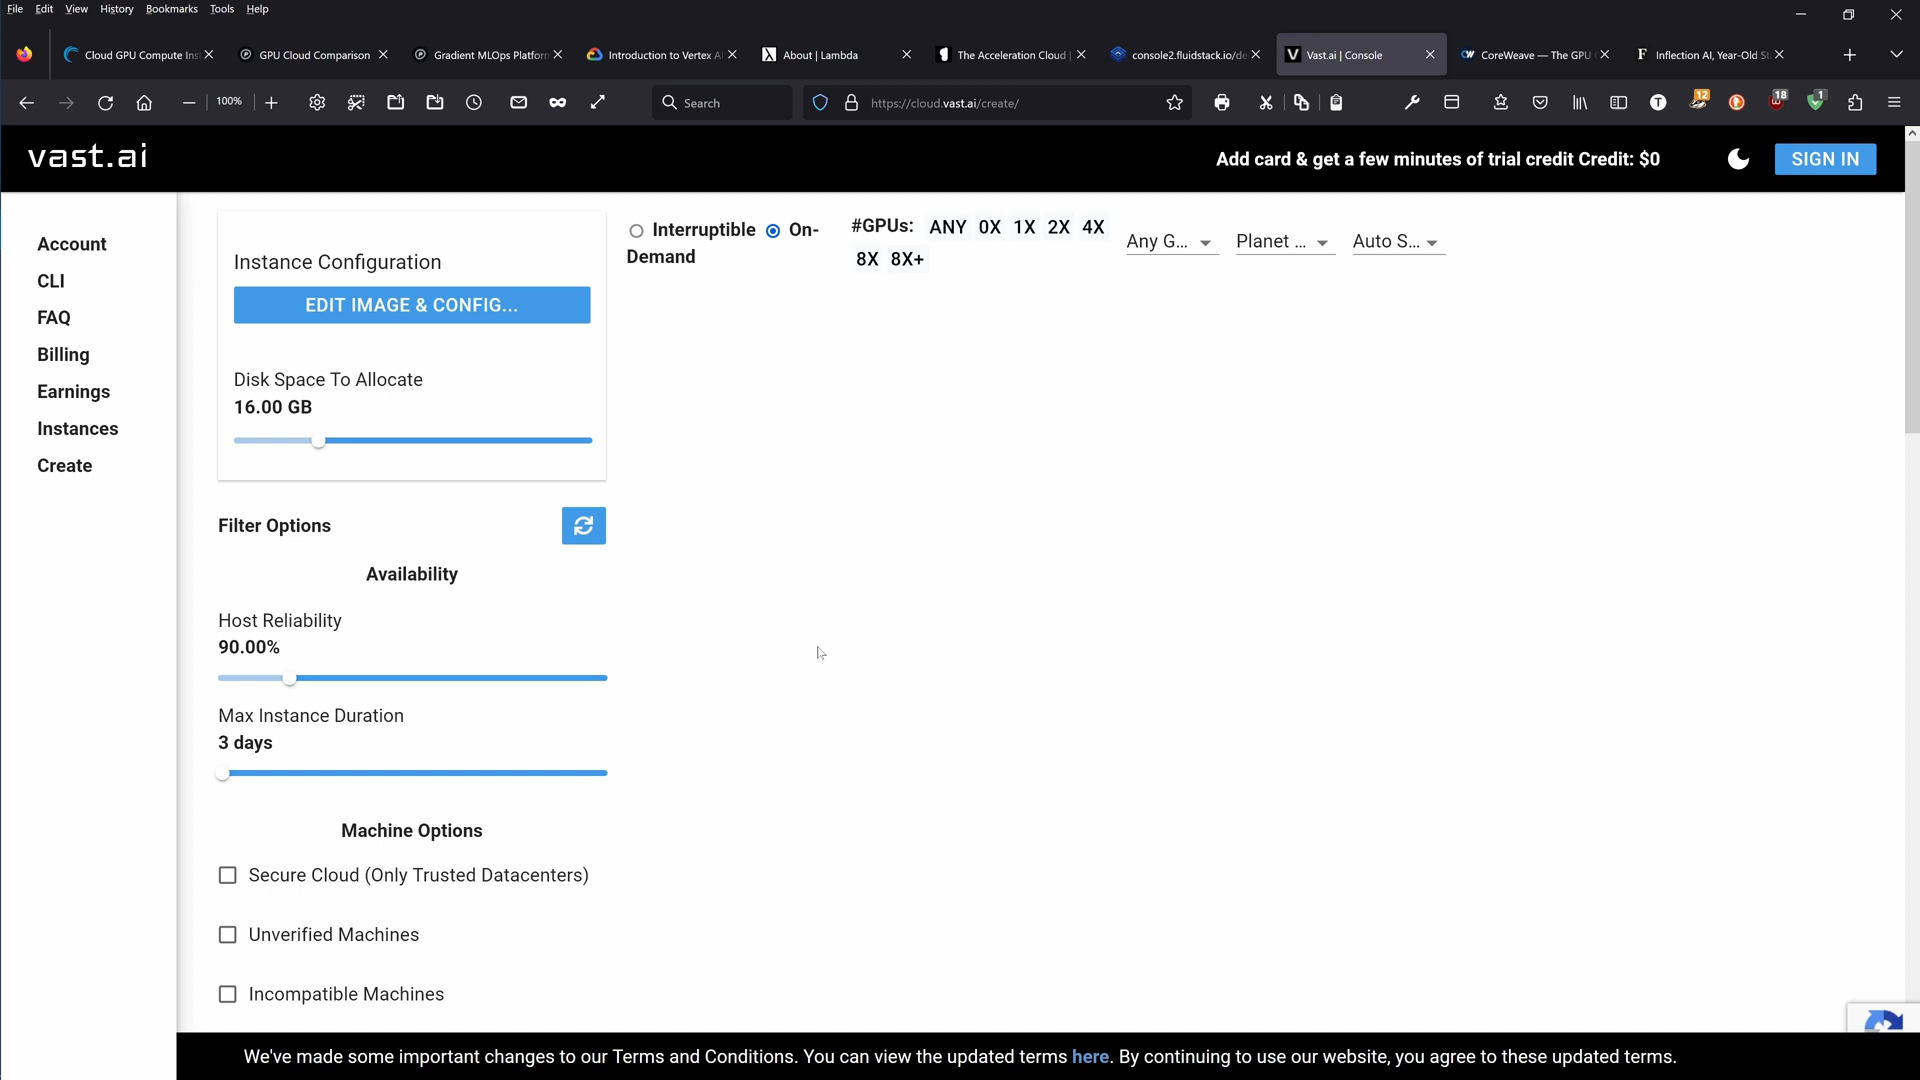 File Edit View History Bookmarks Tools Help
Cloud GPU Compute Ins
GPU Cloud Comparison
Gradient MLOps Platform
Introduction to Vertex AI
About | Lambda
The Acceleration Cloud |
console2.fluidstack.io/de
Vast.ai | Console
CoreWeave — The GPU C
Inflection AI, Year-Old St
100%
Search
https://cloud.vast.ai/create/
12
18
1
vast.ai
Add card & get a few minutes of trial credit Credit: $0
SIGN IN
Account
CLI
FAQ
Billing
Earnings
Instances
Create
Instance Configuration
EDIT IMAGE & CONFIG...
Disk Space To Allocate
16.00 GB
Interruptible On-
Demand
#GPUs: ANY 0X 1X 2X 4X
8X 8X+
Any G...
Planet ...
Auto S...
Filter Options
Availability
Host Reliability
90.00%
Max Instance Duration
3 days
Machine Options
Secure Cloud (Only Trusted Datacenters)
Unverified Machines
Incompatible Machines
We've made some important changes to our Terms and Conditions. You can view the updated terms here. By continuing to use our website, you agree to these updated terms.